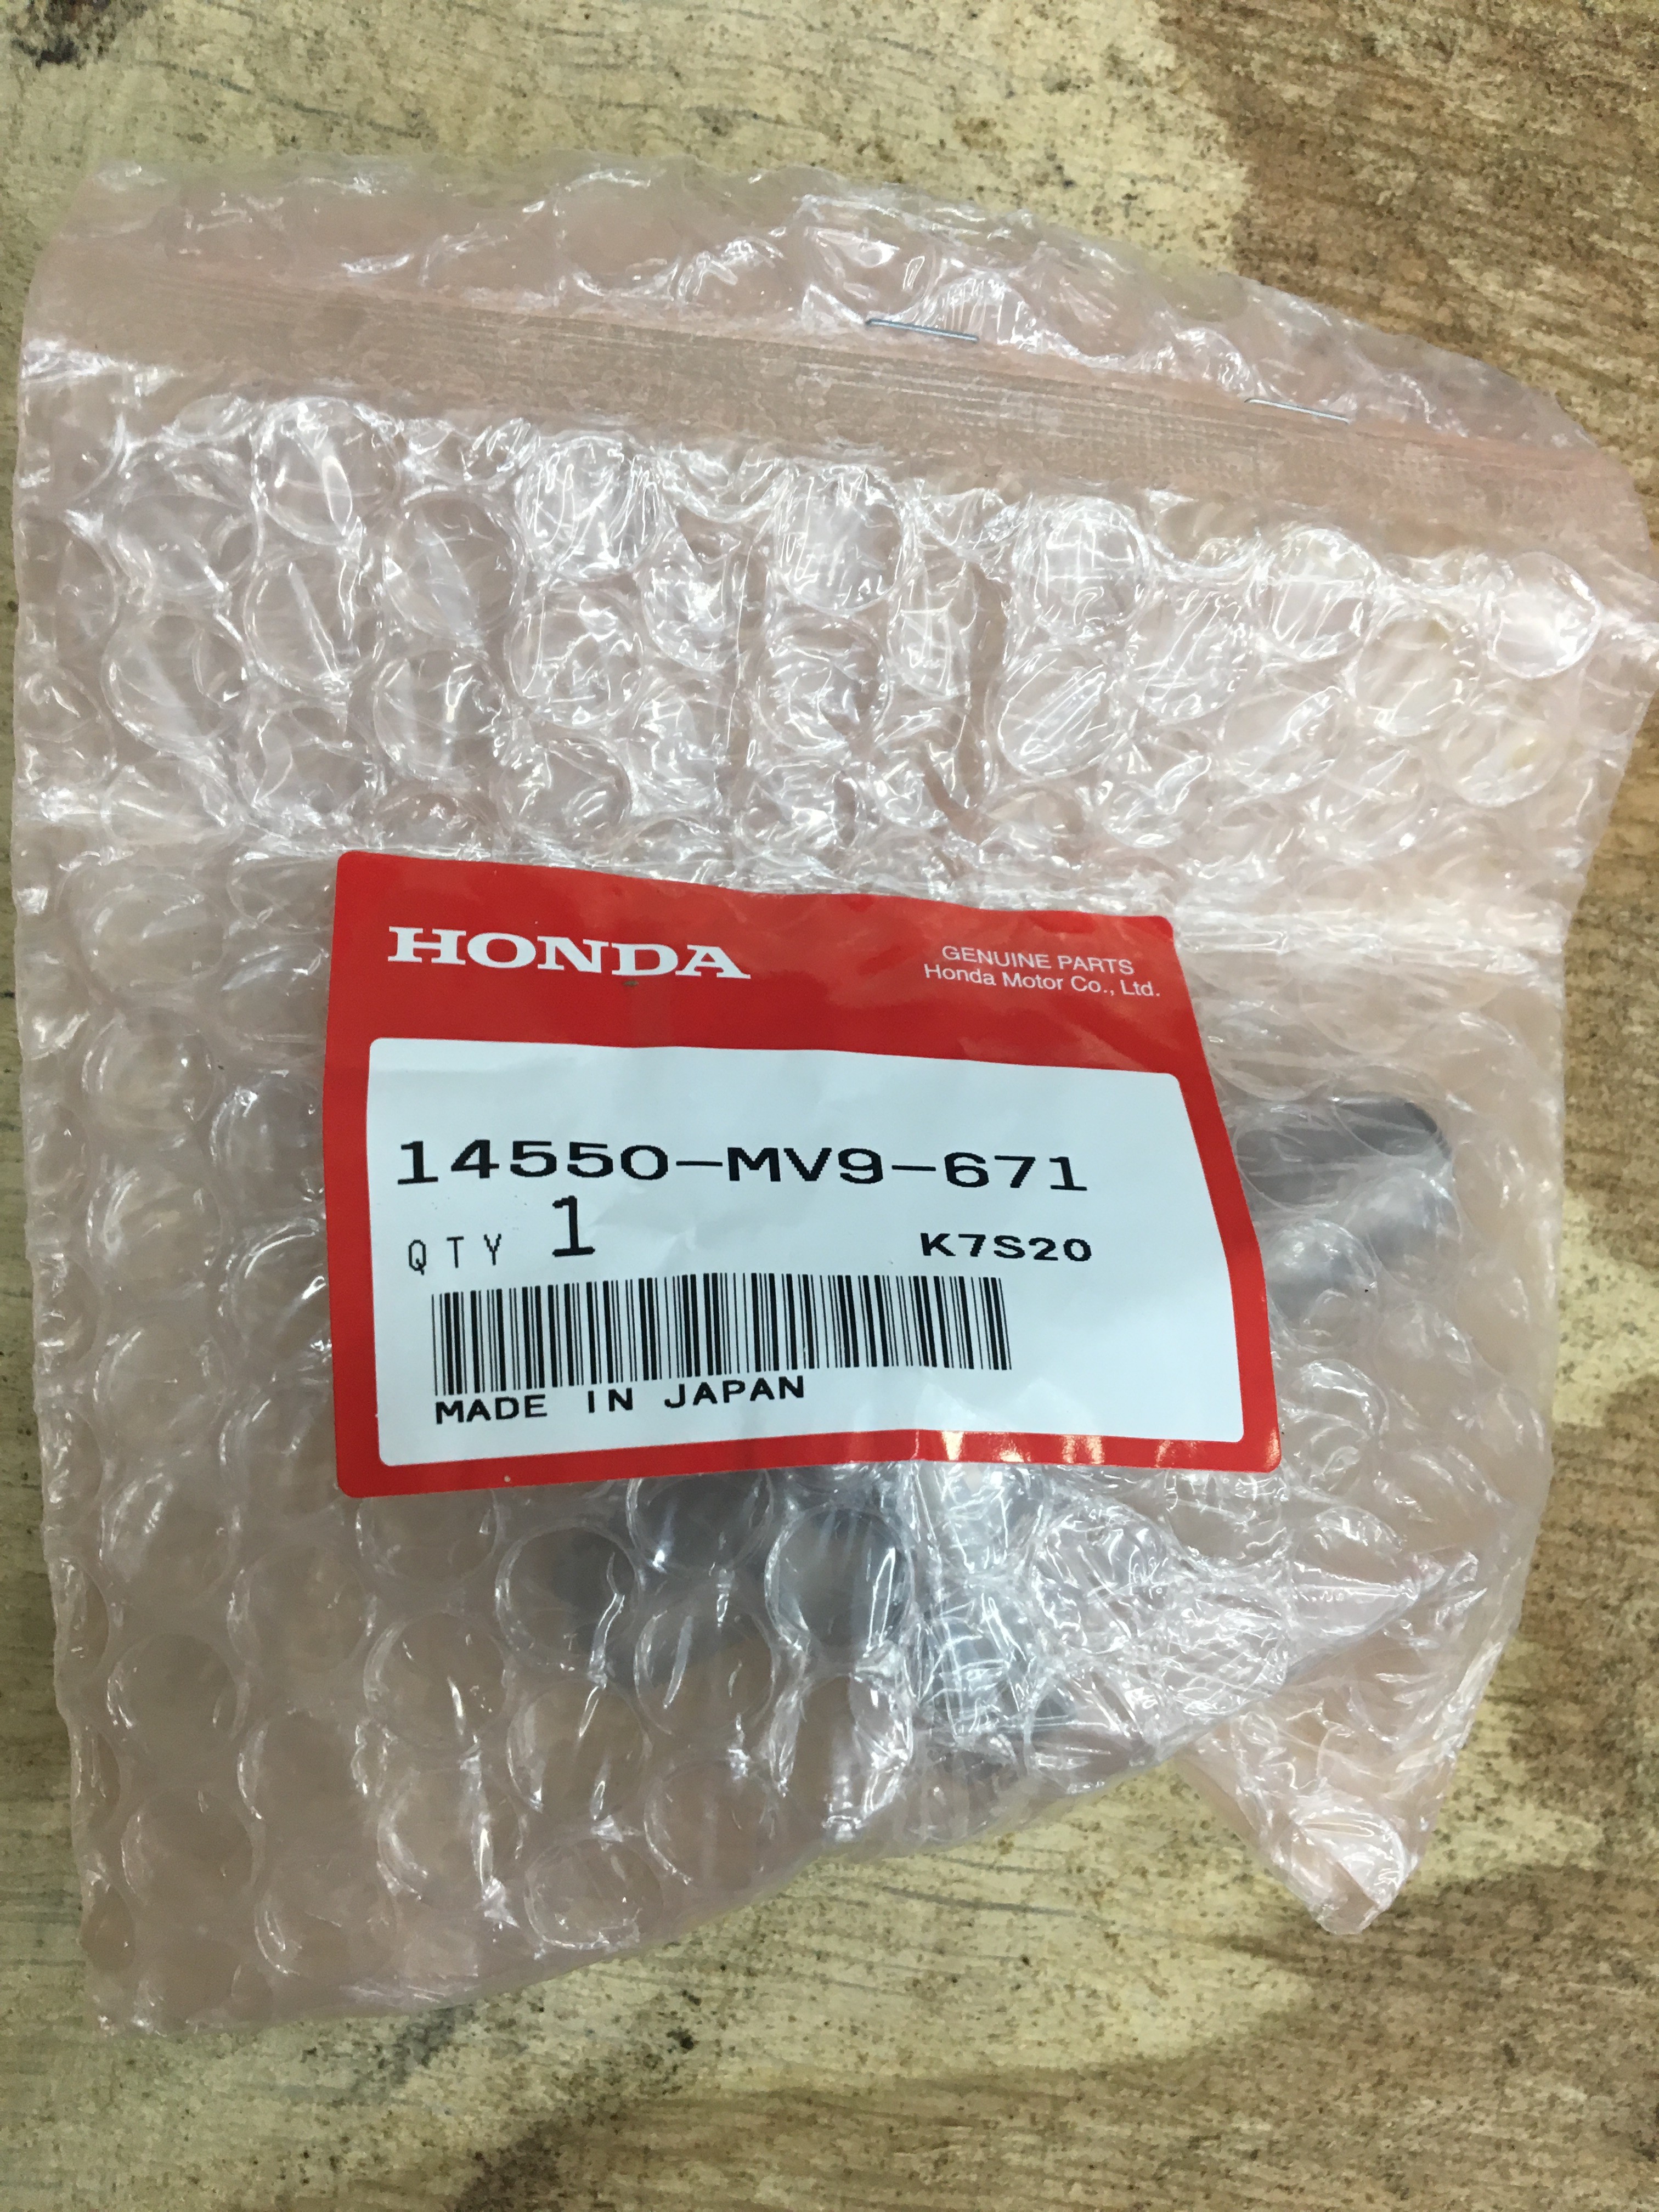 HONDA
GENUINE PARTS
Honda Motor Co., Ltd.
14550-MV9-671
QTY 1
K7S20
MADE IN JAPAN